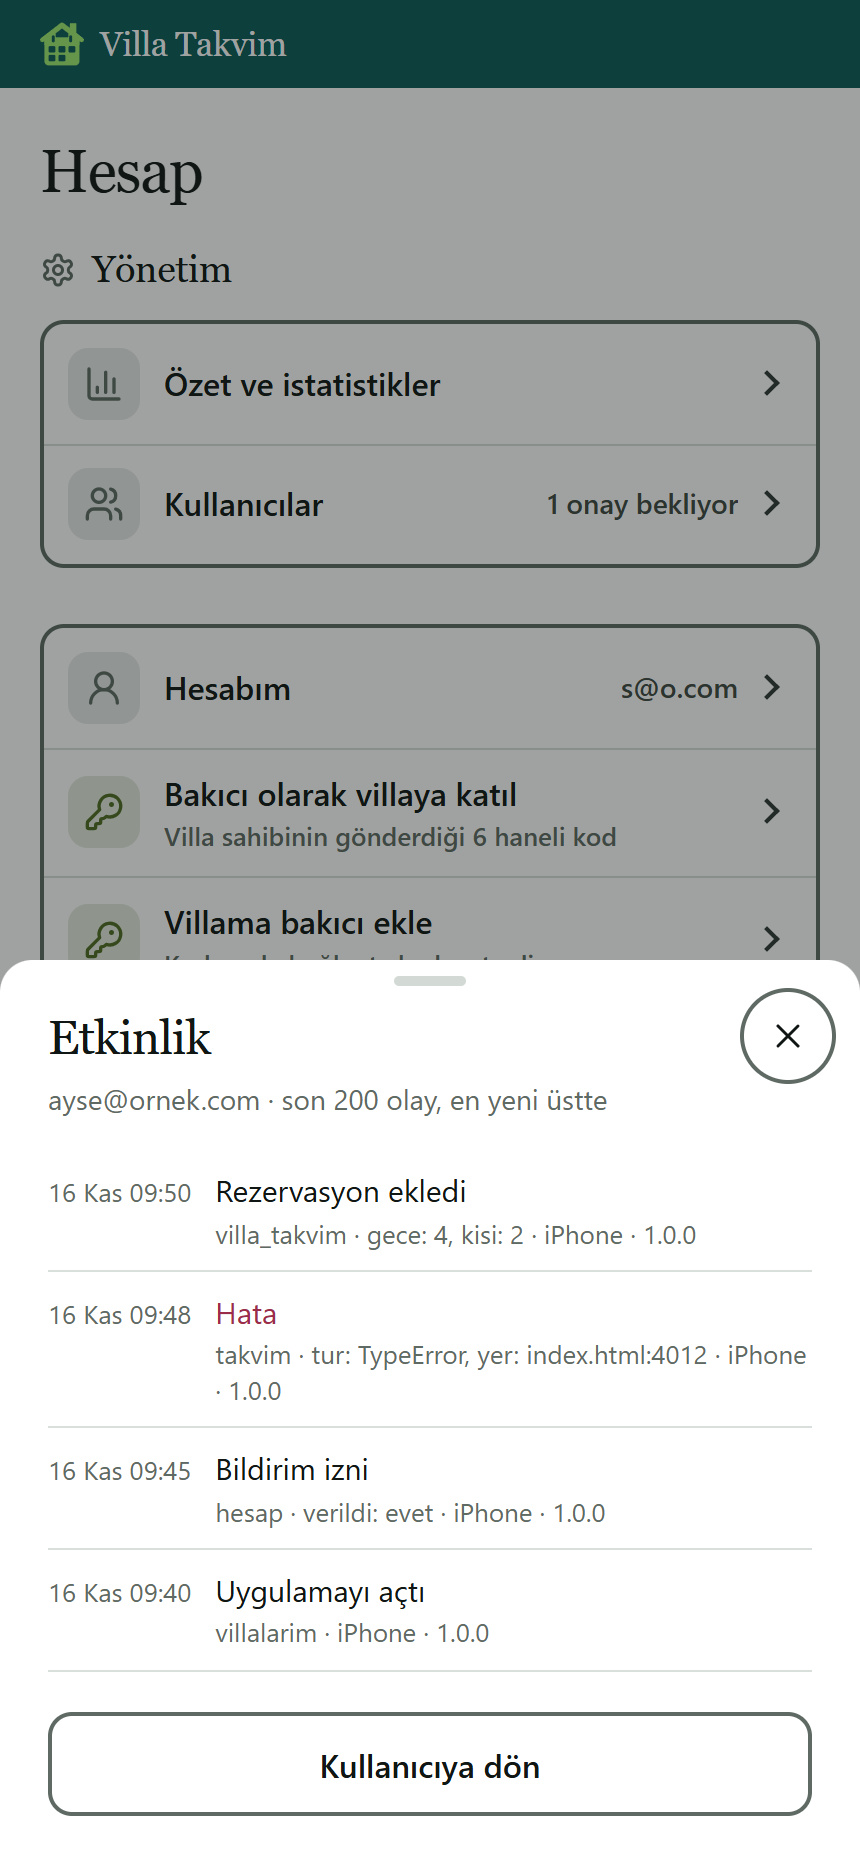 Villa Takvim
Hesap
Yönetim
Özet ve istatistikler
Kullanıcılar
1 onay bekliyor
Hesabım
s@o.com
Bakıcı olarak villaya katıl
Villa sahibinin gönderdiği 6 haneli kod
Villama bakıcı ekle
Etkinlik
ayse@ornek.com · son 200 olay, en yeni üstte
16 Kas 09:50
Rezervasyon ekledi
villa_takvim · gece: 4, kisi: 2 · iPhone · 1.0.0
16 Kas 09:48
Hata
takvim · tur: TypeError, yer: index.html:4012 · iPhone
· 1.0.0
16 Kas 09:45
Bildirim izni
hesap · verildi: evet · iPhone · 1.0.0
16 Kas 09:40
Uygulamayı açtı
villalarim · iPhone · 1.0.0
Kullanıcıya dön